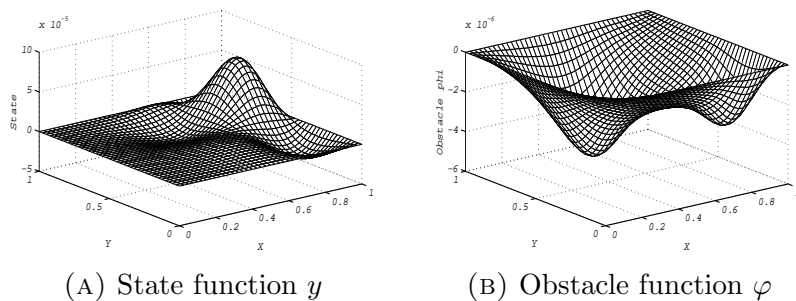 x 10⁻⁵
x 10⁻⁶
10
5
0
−5
State
1
0.5
0
Y
0
0.2
0.4
0.6
0.8
1
X
0
−2
−4
−6
Obstacle phi
1
0.5
0
Y
0
0.2
0.4
0.6
0.8
1
X
(A) State function y
(B) Obstacle function φ